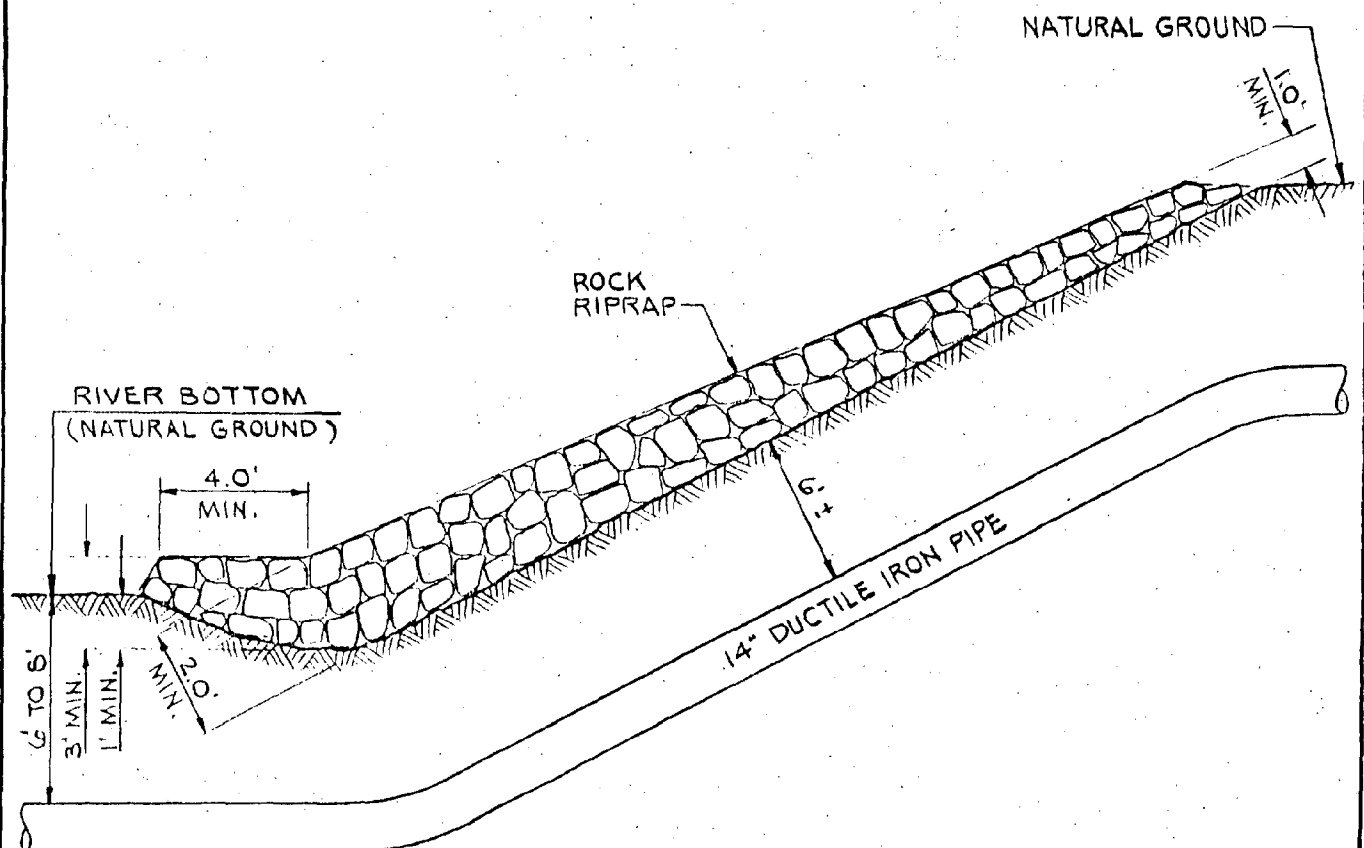 NATURAL GROUND
1.0'
MIN.
ROCK
RIPRAP
RIVER BOTTOM
(NATURAL GROUND)
4.0'
MIN.
6'
±
14" DUCTILE IRON PIPE
2.0'
MIN.
3' MIN.
1' MIN.
6' TO 8'